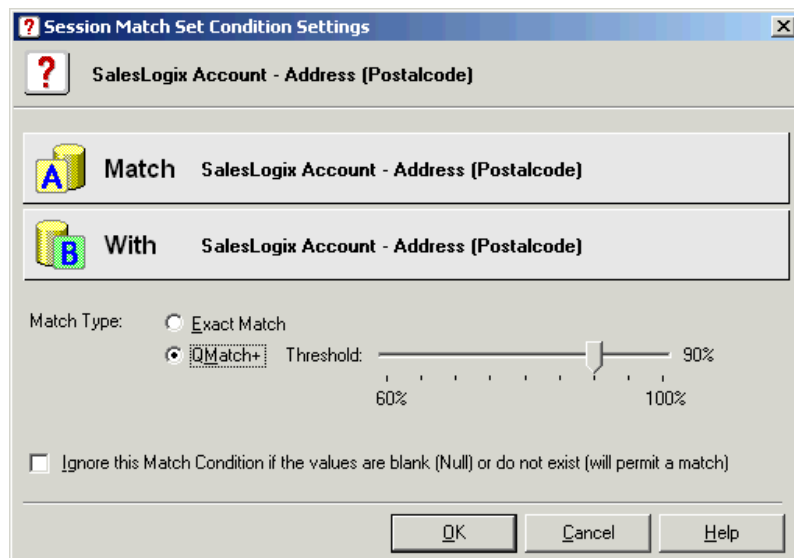 Session Match Set Condition Settings
SalesLogix Account - Address (Postalcode)
A Match SalesLogix Account - Address (Postalcode)
B With SalesLogix Account - Address (Postalcode)
Match Type: Exact Match
QMatch+ Threshold: 90%
60% 100%
Ignore this Match Condition if the values are blank (Null) or do not exist (will permit a match)
OK Cancel Help